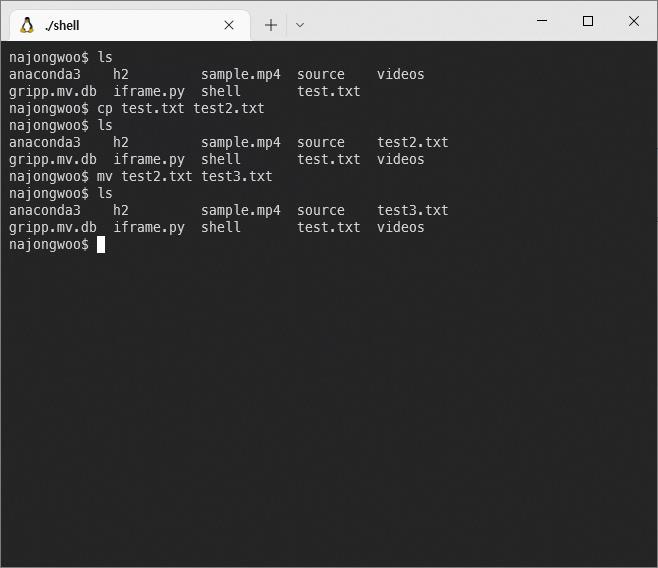 ./shell
najongwoo$ ls
anaconda3    h2         sample.mp4  source    videos
gripp.mv.db  iframe.py  shell       test.txt
najongwoo$ cp test.txt test2.txt
najongwoo$ ls
anaconda3    h2         sample.mp4  source    test2.txt
gripp.mv.db  iframe.py  shell       test.txt  videos
najongwoo$ mv test2.txt test3.txt
najongwoo$ ls
anaconda3    h2         sample.mp4  source    test3.txt
gripp.mv.db  iframe.py  shell       test.txt  videos
najongwoo$